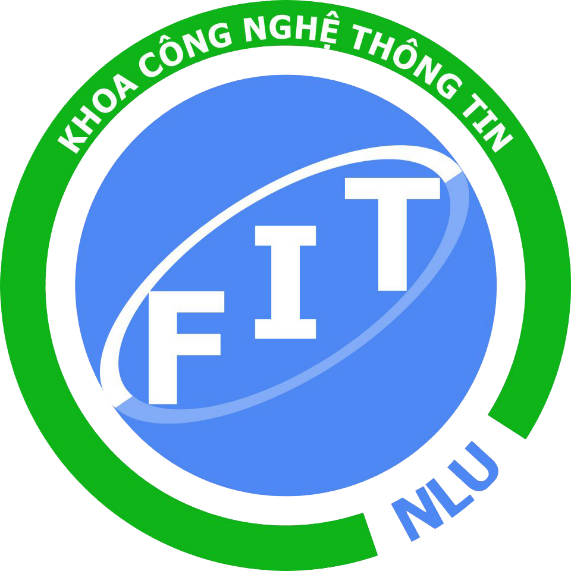 KHOA CÔNG NGHỆ THÔNG TIN
FIT
NLU